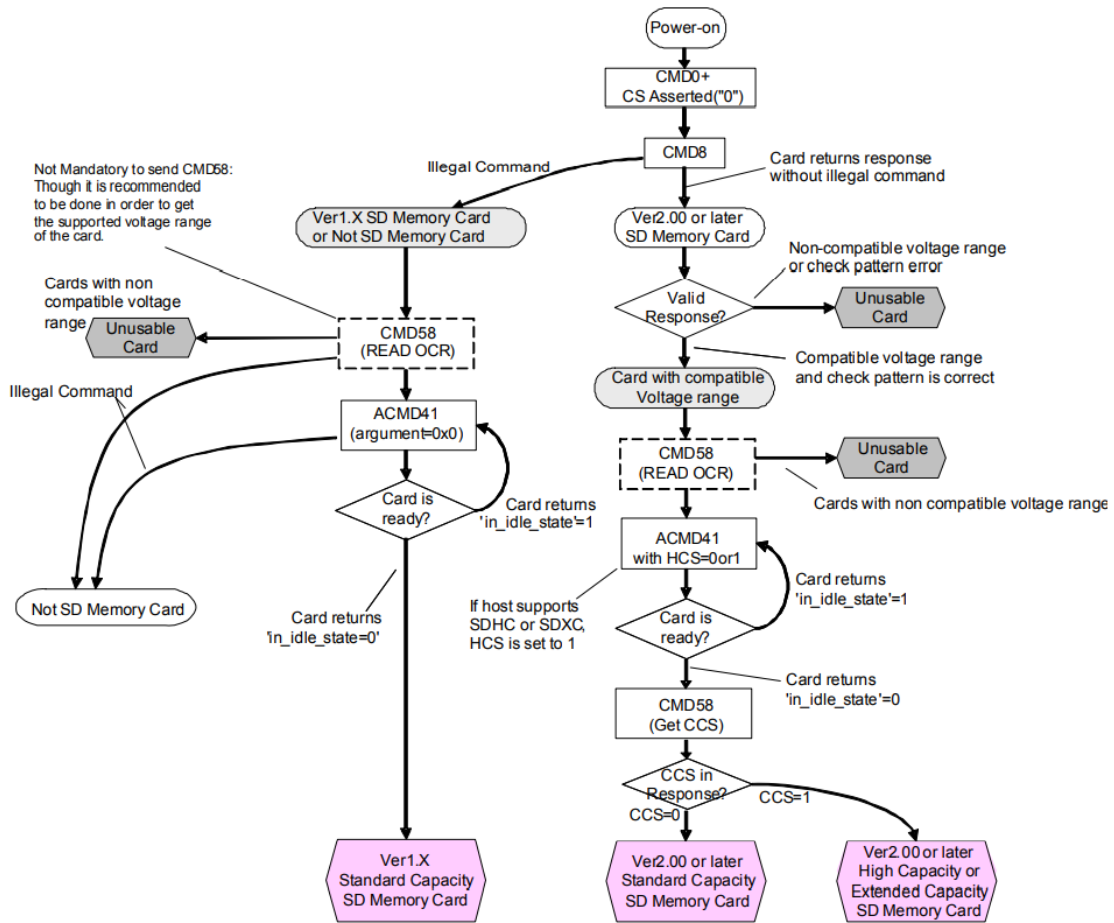 Power-on
CMD0+
CS Asserted("0")
CMD8
Illegal Command
Card returns response
without illegal command
Not Mandatory to send CMD58:
Though it is recommended
to be done in order to get
the supported voltage range
of the card.
Ver1.X SD Memory Card
or Not SD Memory Card
Ver2.00 or later
SD Memory Card
Non-compatible voltage range
or check pattern error
Cards with non
compatible voltage
range
Unusable
Card
CMD58
(READ OCR)
Valid
Response?
Unusable
Card
Compatible voltage range
and check pattern is correct
Card with compatible
Voltage range
Illegal Command
ACMD41
(argument=0x0)
CMD58
(READ OCR)
Unusable
Card
Cards with non compatible voltage range
Card is
ready?
Card returns
'in_idle_state'=1
ACMD41
with HCS=0or1
Card returns
'in_idle_state'=1
Not SD Memory Card
Card returns
'in_idle_state=0'
If host supports
SDHC or SDXC,
HCS is set to 1
Card is
ready?
Card returns
'in_idle_state'=0
CMD58
(Get CCS)
CCS in
Response?
CCS=0
CCS=1
Ver1.X
Standard Capacity
SD Memory Card
Ver2.00 or later
Standard Capacity
SD Memory Card
Ver2.00 or later
High Capacity or
Extended Capacity
SD Memory Card